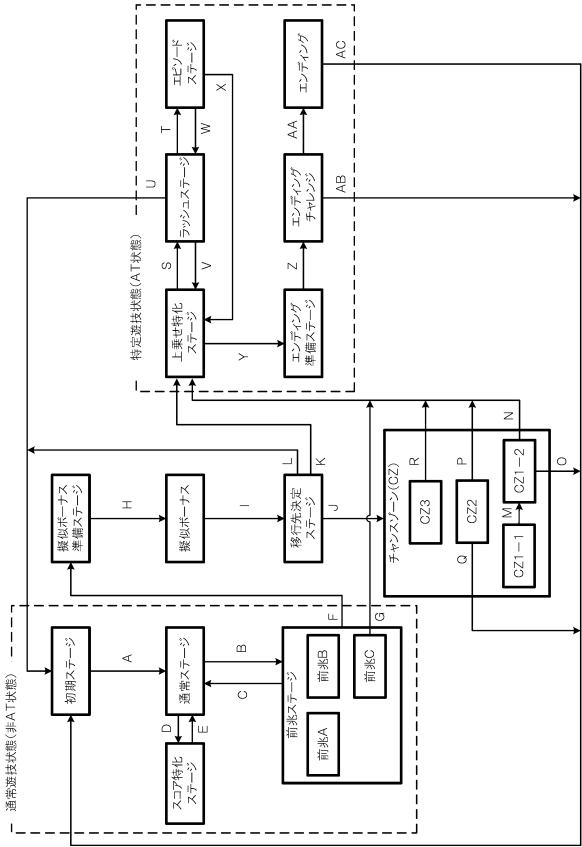 通常遊技状態(非AT状態)
初期ステージ
A
通常ステージ
D
E
スコア特化
ステージ
B
C
前兆ステージ
前兆A
前兆B
前兆C
F
G
擬似ボーナス
準備ステージ
H
擬似ボーナス
I
移行先決定
ステージ
J
K
L
チャンスゾーン(CZ)
CZ1-1
M
CZ1-2
CZ2
CZ3
N
O
P
Q
R
特定遊技状態(AT状態)
上乗せ特化
ステージ
S
V
ラッシュステージ
T
W
エピソード
ステージ
U
X
Y
エンディング
準備ステージ
Z
エンディング
チャレンジ
AA
エンディング
AB
AC